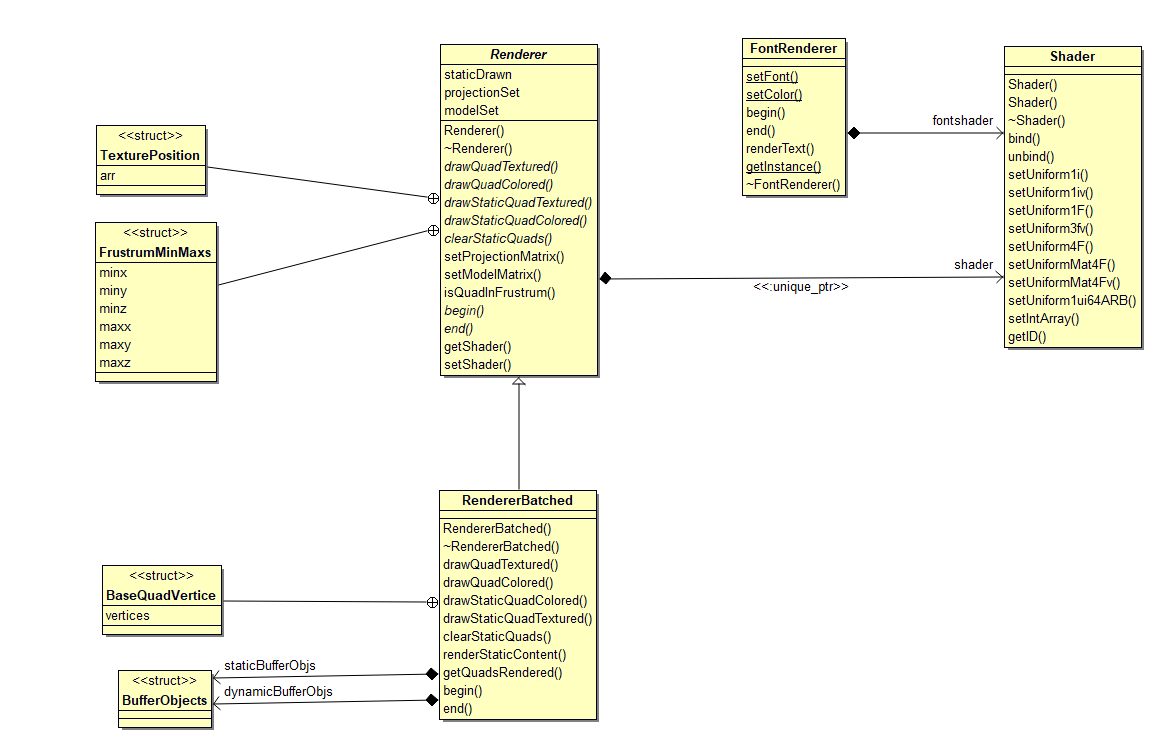 Renderer
staticDrawn
projectionSet
modelSet
Renderer()
~Renderer()
drawQuadTextured()
drawQuadColored()
drawStaticQuadTextured()
drawStaticQuadColored()
clearStaticQuads()
setProjectionMatrix()
setModelMatrix()
isQuadInFrustrum()
begin()
end()
getShader()
setShader()
FontRenderer
setFont()
setColor()
begin()
end()
renderText()
getInstance()
~FontRenderer()
fontshader
Shader
Shader()
Shader()
~Shader()
bind()
unbind()
setUniform1i()
setUniform1iv()
setUniform1F()
setUniform3fv()
setUniform4F()
setUniformMat4F()
setUniformMat4Fv()
setUniform1ui64ARB()
setIntArray()
getID()
shader
<<:unique_ptr>>
<<struct>>
TexturePosition
arr
<<struct>>
FrustrumMinMaxs
minx
miny
minz
maxx
maxy
maxz
RendererBatched
RendererBatched()
~RendererBatched()
drawQuadTextured()
drawQuadColored()
drawStaticQuadColored()
drawStaticQuadTextured()
clearStaticQuads()
renderStaticContent()
getQuadsRendered()
begin()
end()
<<struct>>
BaseQuadVertice
vertices
staticBufferObjs
dynamicBufferObjs
<<struct>>
BufferObjects